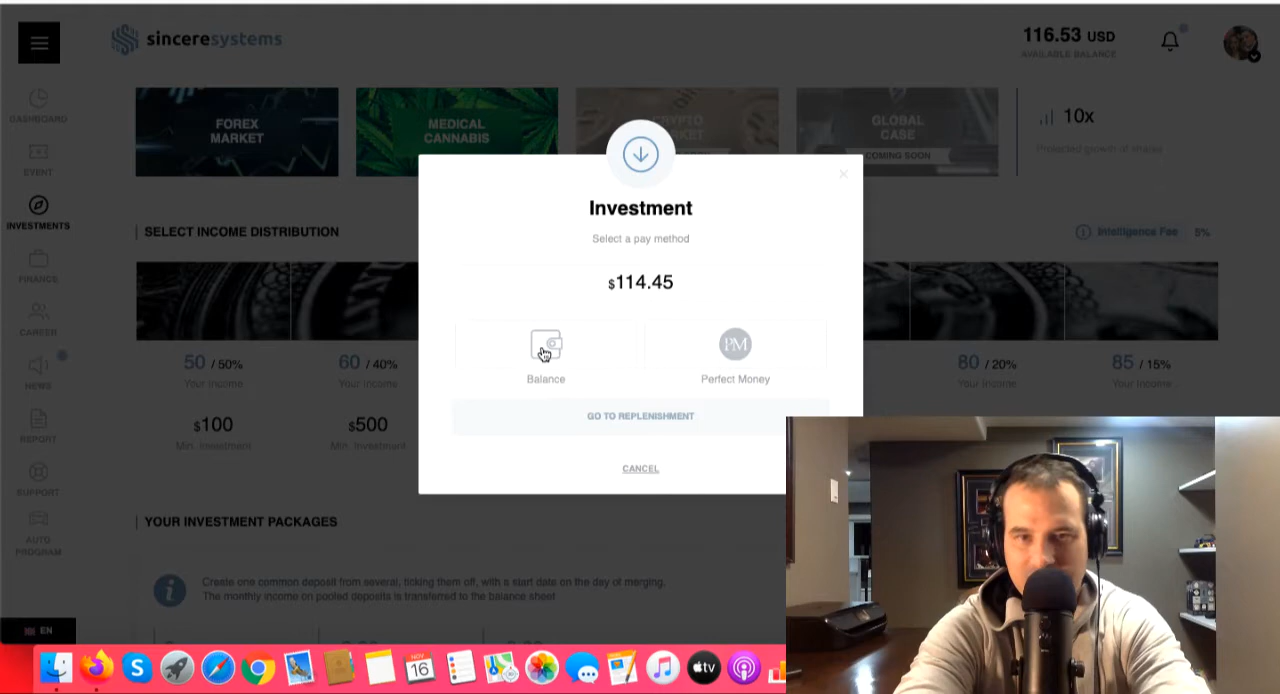 sinceresystems
116.53 USD
AVAILABLE BALANCE
DASHBOARD
EVENT
INVESTMENTS
FINANCE
CAREER
NEWS
REPORT
SUPPORT
AUTO
PROGRAM
EN
FOREX
MARKET
MEDICAL
CANNABIS
CRYPTO
MARKET
GLOBAL
CASE
COMING SOON
10x
Projected growth of shares
SELECT INCOME DISTRIBUTION
Intelligence Fee 5%
50 / 50%
Your Income
$100
Min. Investment
60 / 40%
Your Income
$500
Min. Investment
80 / 20%
Your Income
85 / 15%
Your Income
Investment
Select a pay method
$114.45
Balance
PM
Perfect Money
GO TO REPLENISHMENT
CANCEL
YOUR INVESTMENT PACKAGES
Create one common deposit from several, ticking them off, with a start date on the day of merging.
The monthly income on pooled deposits is transferred to the balance sheet
NOV
16
tv